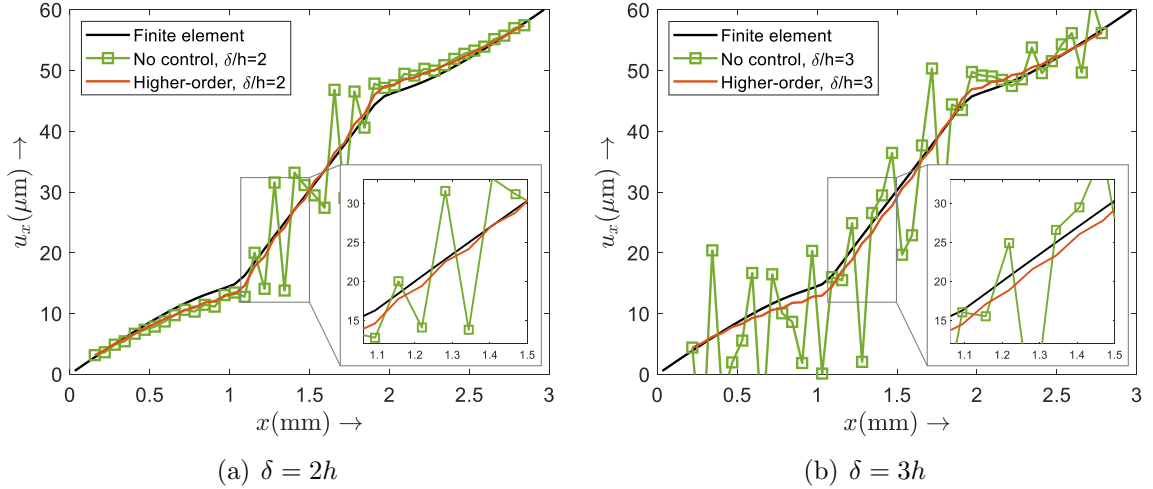 60
50
40
30
20
10
0
u_x(μm) →
Finite element
No control, δ/h=2
Higher-order, δ/h=2
30
25
20
15
1.1 1.2 1.3 1.4 1.5
0 0.5 1 1.5 2 2.5 3
x(mm) →
(a) δ = 2h
60
50
40
30
20
10
0
u_x(μm) →
Finite element
No control, δ/h=3
Higher-order, δ/h=3
30
25
20
15
1.1 1.2 1.3 1.4 1.5
0 0.5 1 1.5 2 2.5 3
x(mm) →
(b) δ = 3h